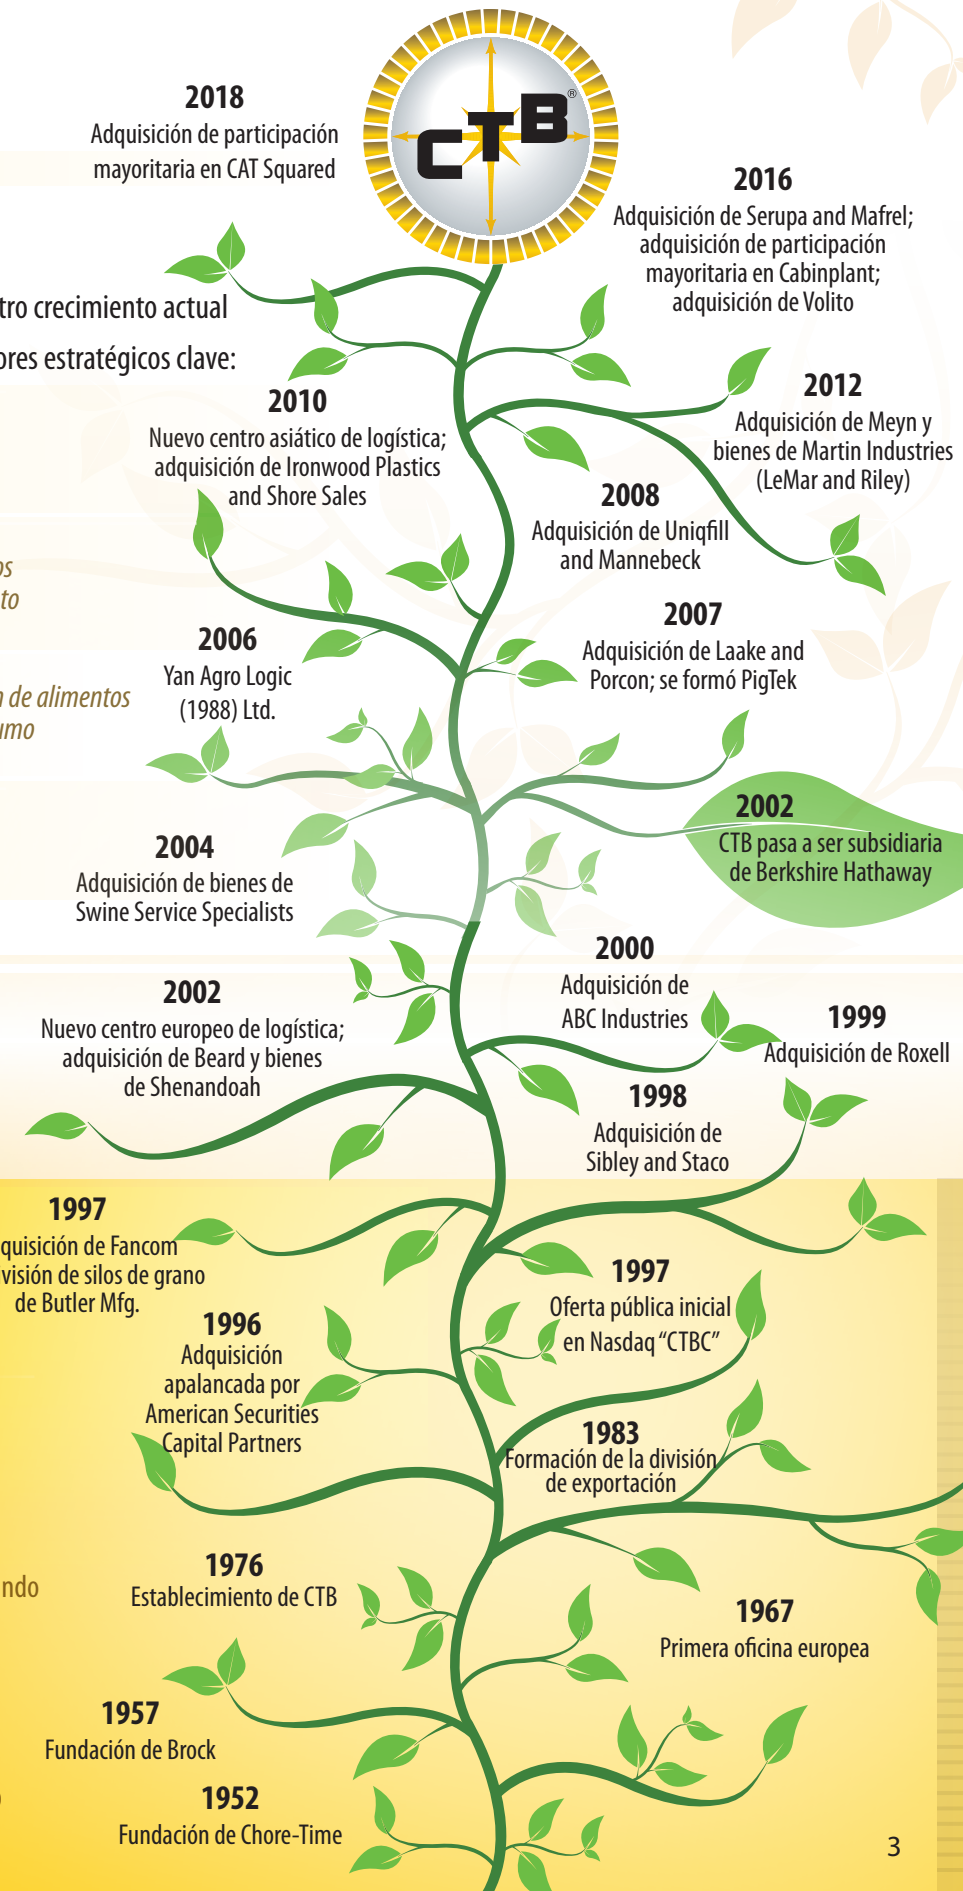 CTB®
2018
Adquisición de participación
mayoritaria en CAT Squared
2016
Adquisición de Serupa and Mafrel;
adquisición de participación
mayoritaria en Cabinplant;
adquisición de Volito
tro crecimiento actual
ores estratégicos clave:
2012
Adquisición de Meyn y
bienes de Martin Industries
(LeMar and Riley)
2010
Nuevo centro asiático de logística;
adquisición de Ironwood Plastics
and Shore Sales
2008
Adquisición de Uniqfill
and Mannebeck
os
to
2007
Adquisición de Laake and
Porcon; se formó PigTek
2006
Yan Agro Logic
(1988) Ltd.
n de alimentos
umo
2002
CTB pasa a ser subsidiaria
de Berkshire Hathaway
2004
Adquisición de bienes de
Swine Service Specialists
2000
Adquisición de
ABC Industries
2002
Nuevo centro europeo de logística;
adquisición de Beard y bienes
de Shenandoah
1999
Adquisición de Roxell
1998
Adquisición de
Sibley and Staco
1997
quisición de Fancom
visión de silos de grano
de Butler Mfg.
1997
Oferta pública inicial
en Nasdaq “CTBC”
1996
Adquisición
apalancada por
American Securities
Capital Partners
1983
Formación de la división
de exportación
1976
Establecimiento de CTB
ndo
1967
Primera oficina europea
1957
Fundación de Brock
1952
Fundación de Chore-Time
3